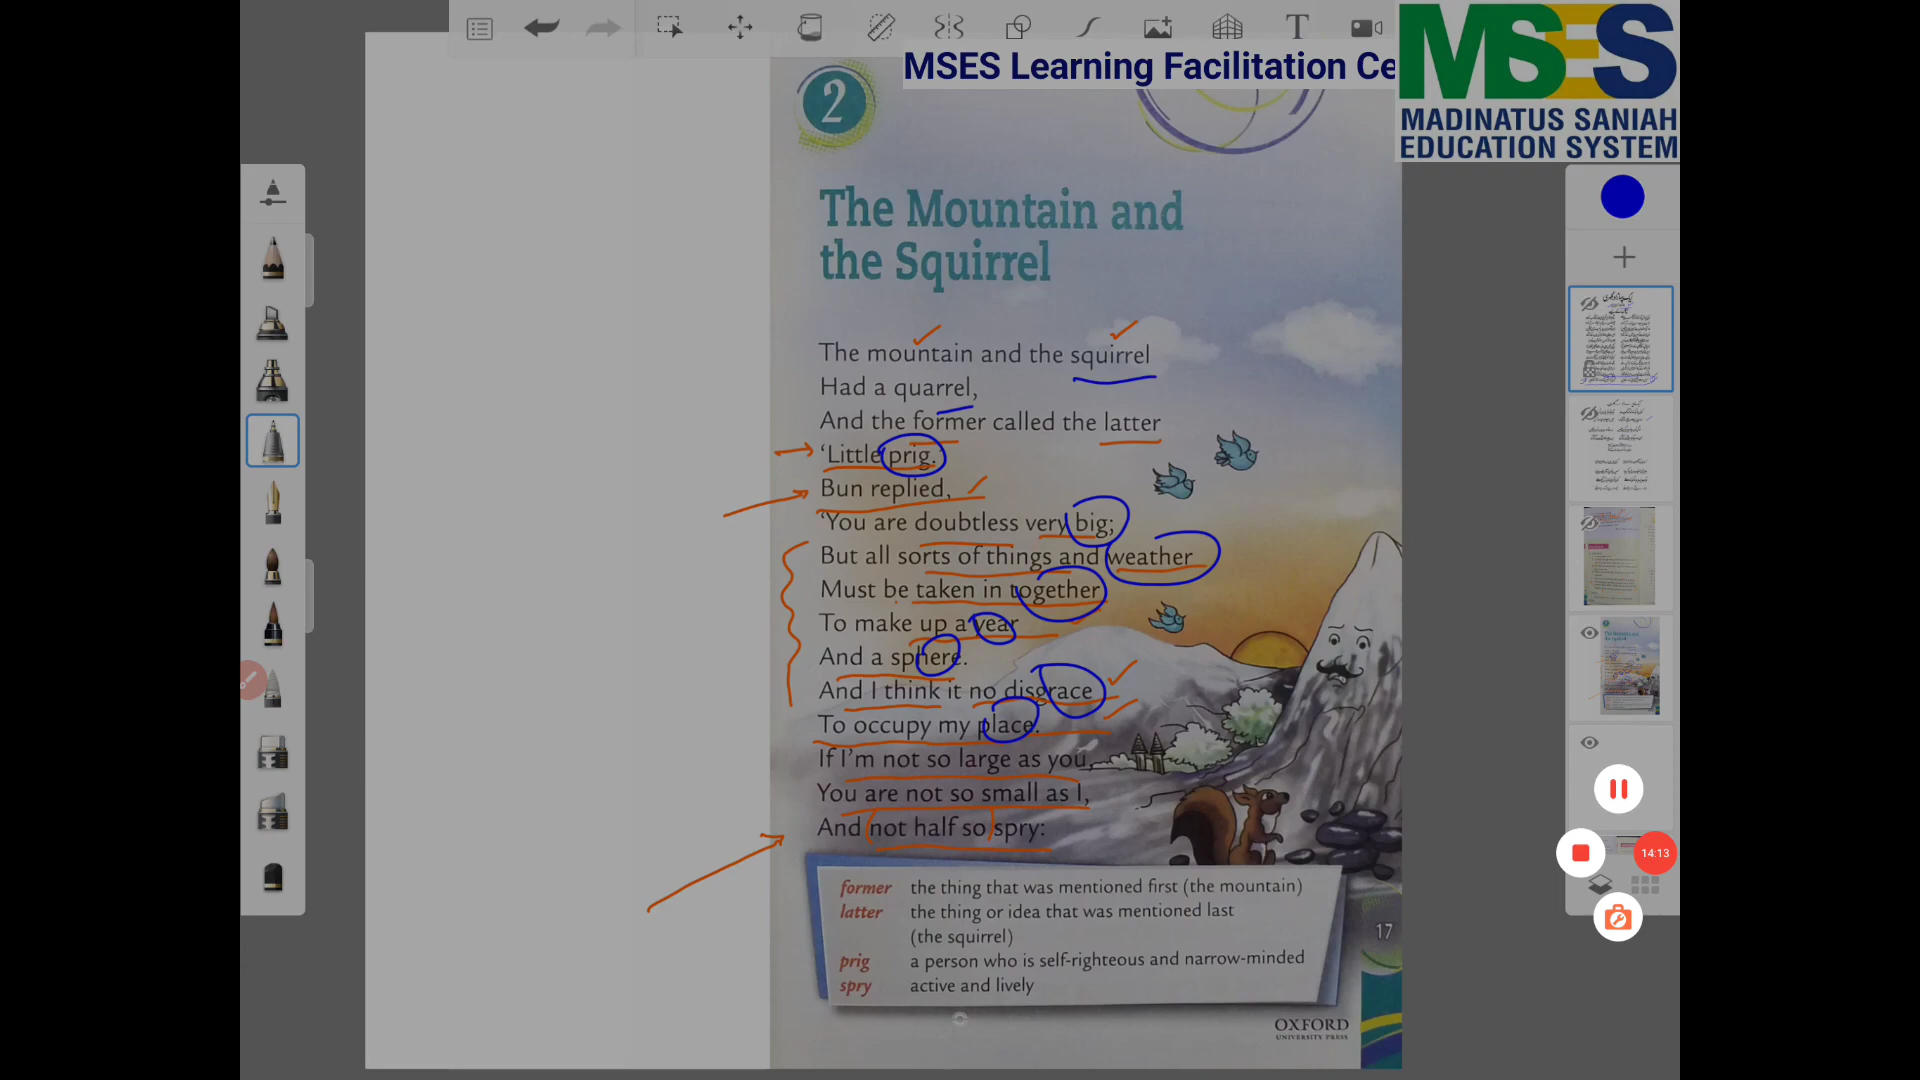 MSES Learning Facilitation Ce
MSES
MADINATUS SANIAH
EDUCATION SYSTEM
2
The Mountain and
the Squirrel
The mountain and the squirrel
Had a quarrel,
And the former called the latter
‘Little prig.’
Bun replied,
‘You are doubtless very big;
But all sorts of things and weather
Must be taken in together
To make up a year
And a sphere.
And I think it no disgrace
To occupy my place.
If I’m not so large as you,
You are not so small as I,
And not half so spry:
former the thing that was mentioned first (the mountain)
latter the thing or idea that was mentioned last
(the squirrel)
prig a person who is self-righteous and narrow-minded
spry active and lively
17
OXFORD
UNIVERSITY PRESS
14:13